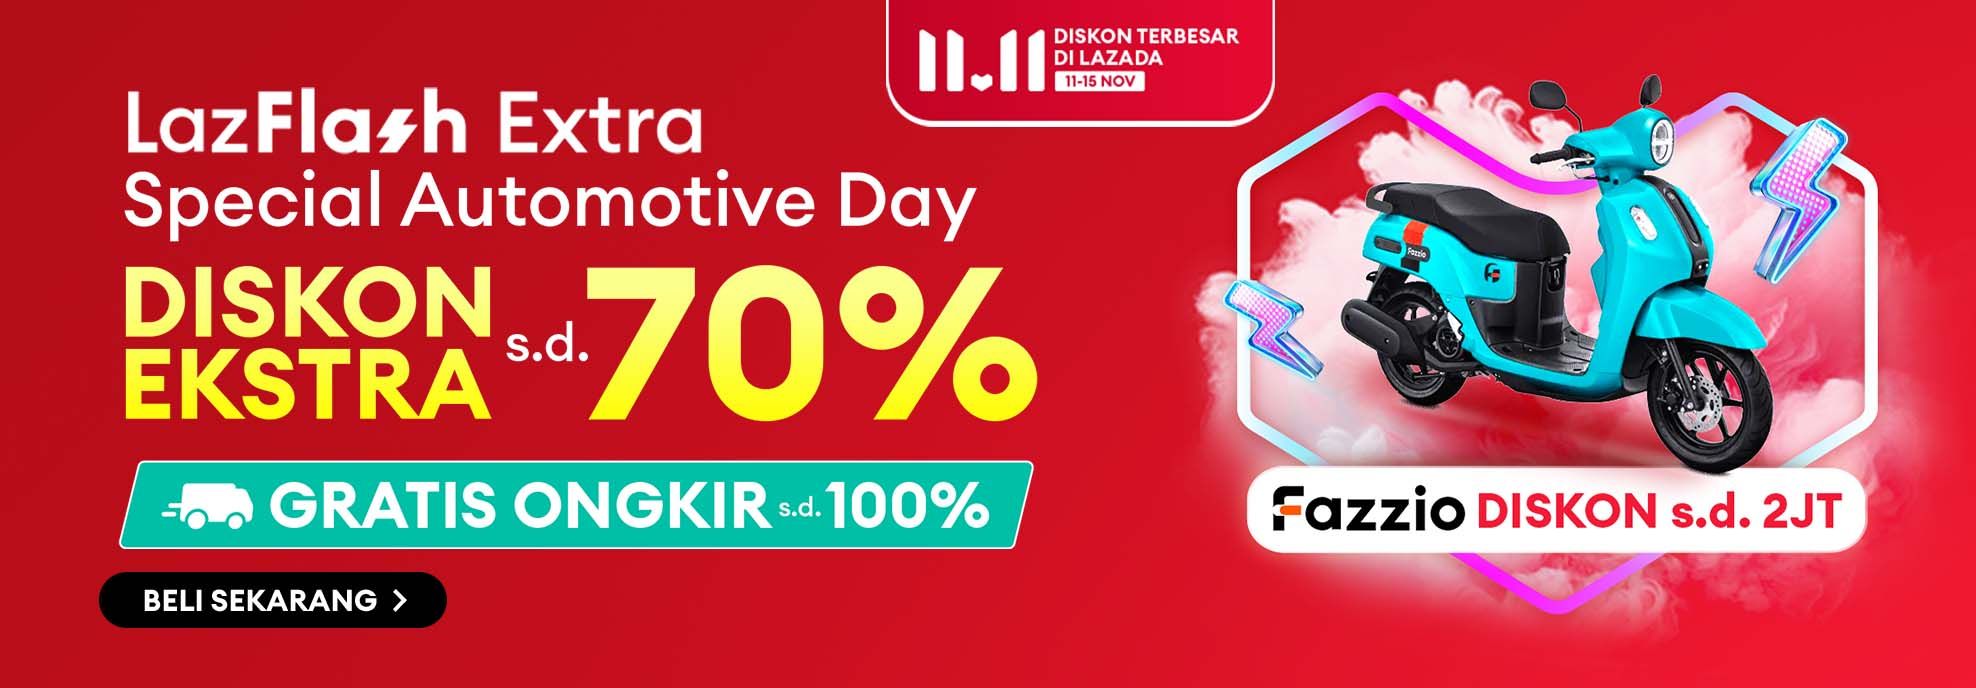 11.11
DISKON TERBESAR
DI LAZADA
11-15 NOV
LazFlash Extra
Special Automotive Day
DISKON
EKSTRA s.d. 70%
GRATIS ONGKIR s.d. 100%
BELI SEKARANG >
Fazzio
Fazzio DISKON s.d. 2JT